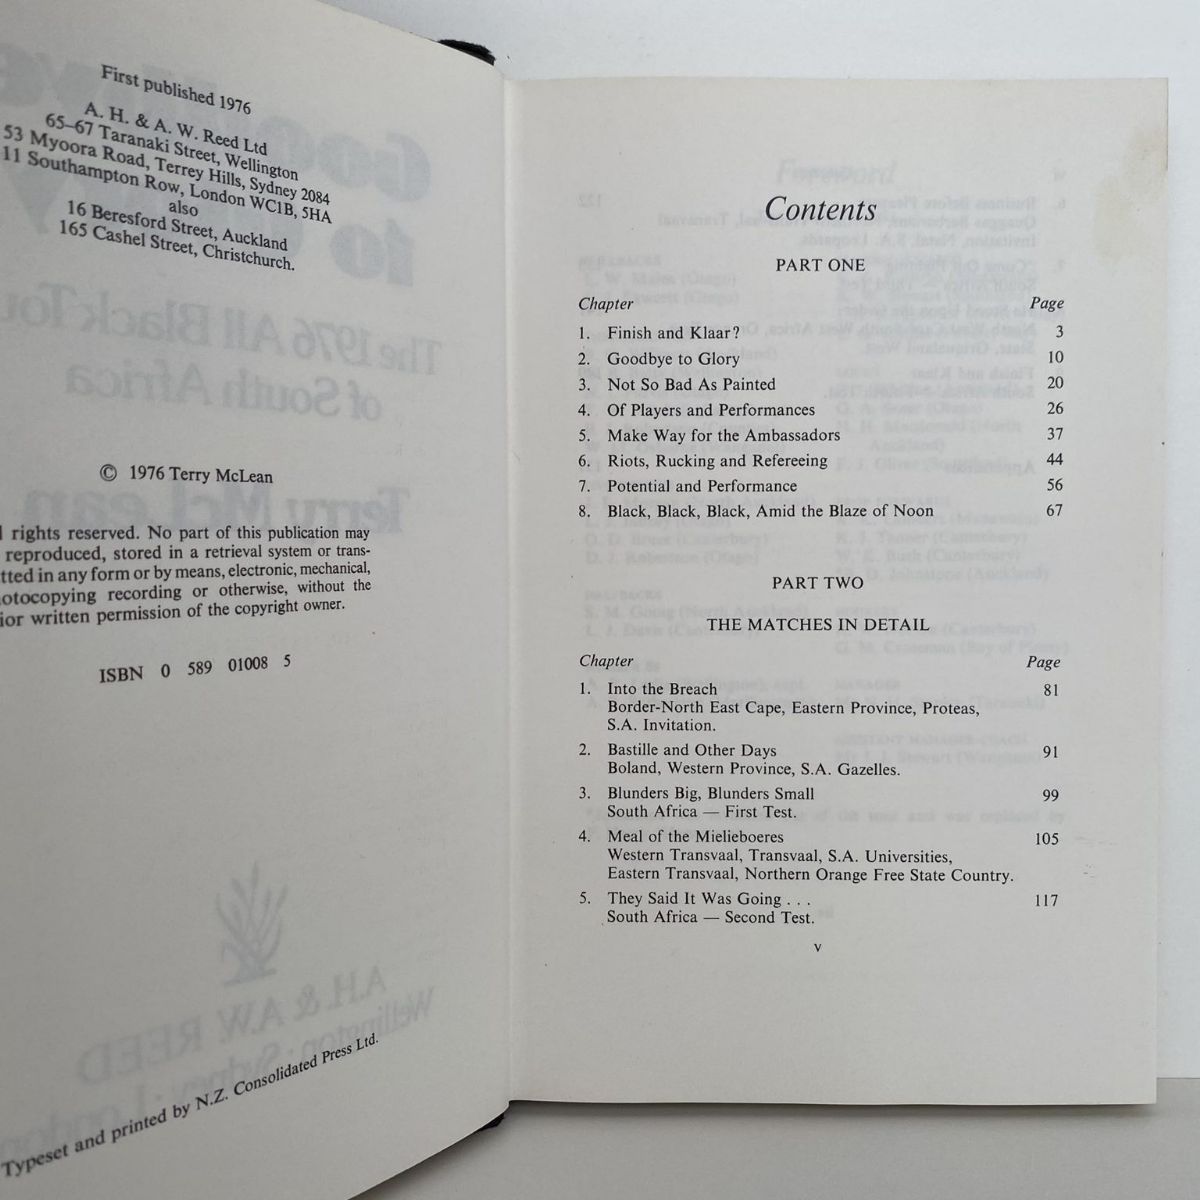 First published 1976
A. H. & A. W. Reed Ltd
65–67 Taranaki Street, Wellington
53 Myoora Road, Terrey Hills, Sydney 2084
11 Southampton Row, London WC1B, 5HA
also
16 Beresford Street, Auckland
165 Cashel Street, Christchurch.
© 1976 Terry McLean
rights reserved. No part of this publication may
reproduced, stored in a retrieval system or trans-
tted in any form or by means, electronic, mechanical,
otocopying recording or otherwise, without the
ior written permission of the copyright owner.
ISBN 0 589 01008 5
Typeset and printed by N.Z. Consolidated Press Ltd.
Contents
PART ONE
Chapter Page
1. Finish and Klaar? 3
2. Goodbye to Glory 10
3. Not So Bad As Painted 20
4. Of Players and Performances 26
5. Make Way for the Ambassadors 37
6. Riots, Rucking and Refereeing 44
7. Potential and Performance 56
8. Black, Black, Black, Amid the Blaze of Noon 67
PART TWO
THE MATCHES IN DETAIL
Chapter Page
1. Into the Breach 81
Border-North East Cape, Eastern Province, Proteas,
S.A. Invitation.
2. Bastille and Other Days 91
Boland, Western Province, S.A. Gazelles.
3. Blunders Big, Blunders Small 99
South Africa — First Test.
4. Meal of the Mielieboeres 105
Western Transvaal, Transvaal, S.A. Universities,
Eastern Transvaal, Northern Orange Free State Country.
5. They Said It Was Going . . . 117
South Africa — Second Test.
v